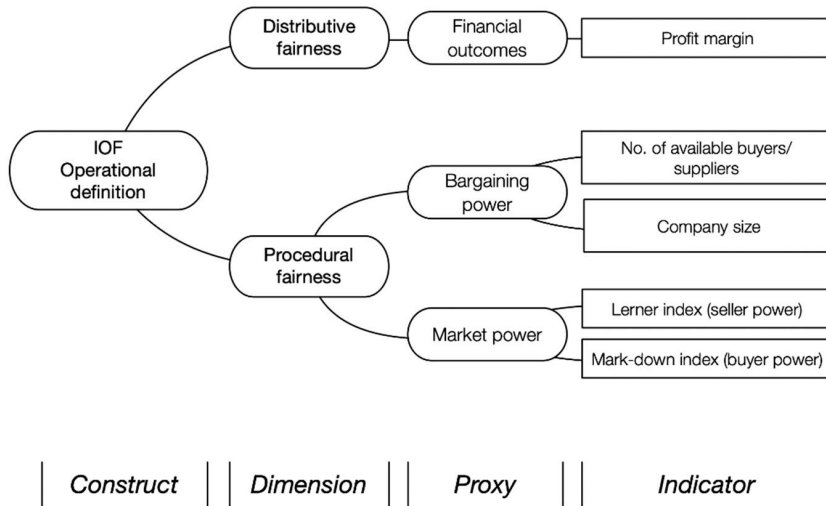 Distributive
fairness
Financial
outcomes
Profit margin
IOF
Operational
definition
No. of available buyers/
suppliers
Bargaining
power
Company size
Procedural
fairness
Lerner index (seller power)
Market power
Mark-down index (buyer power)
Construct
Dimension
Proxy
Indicator